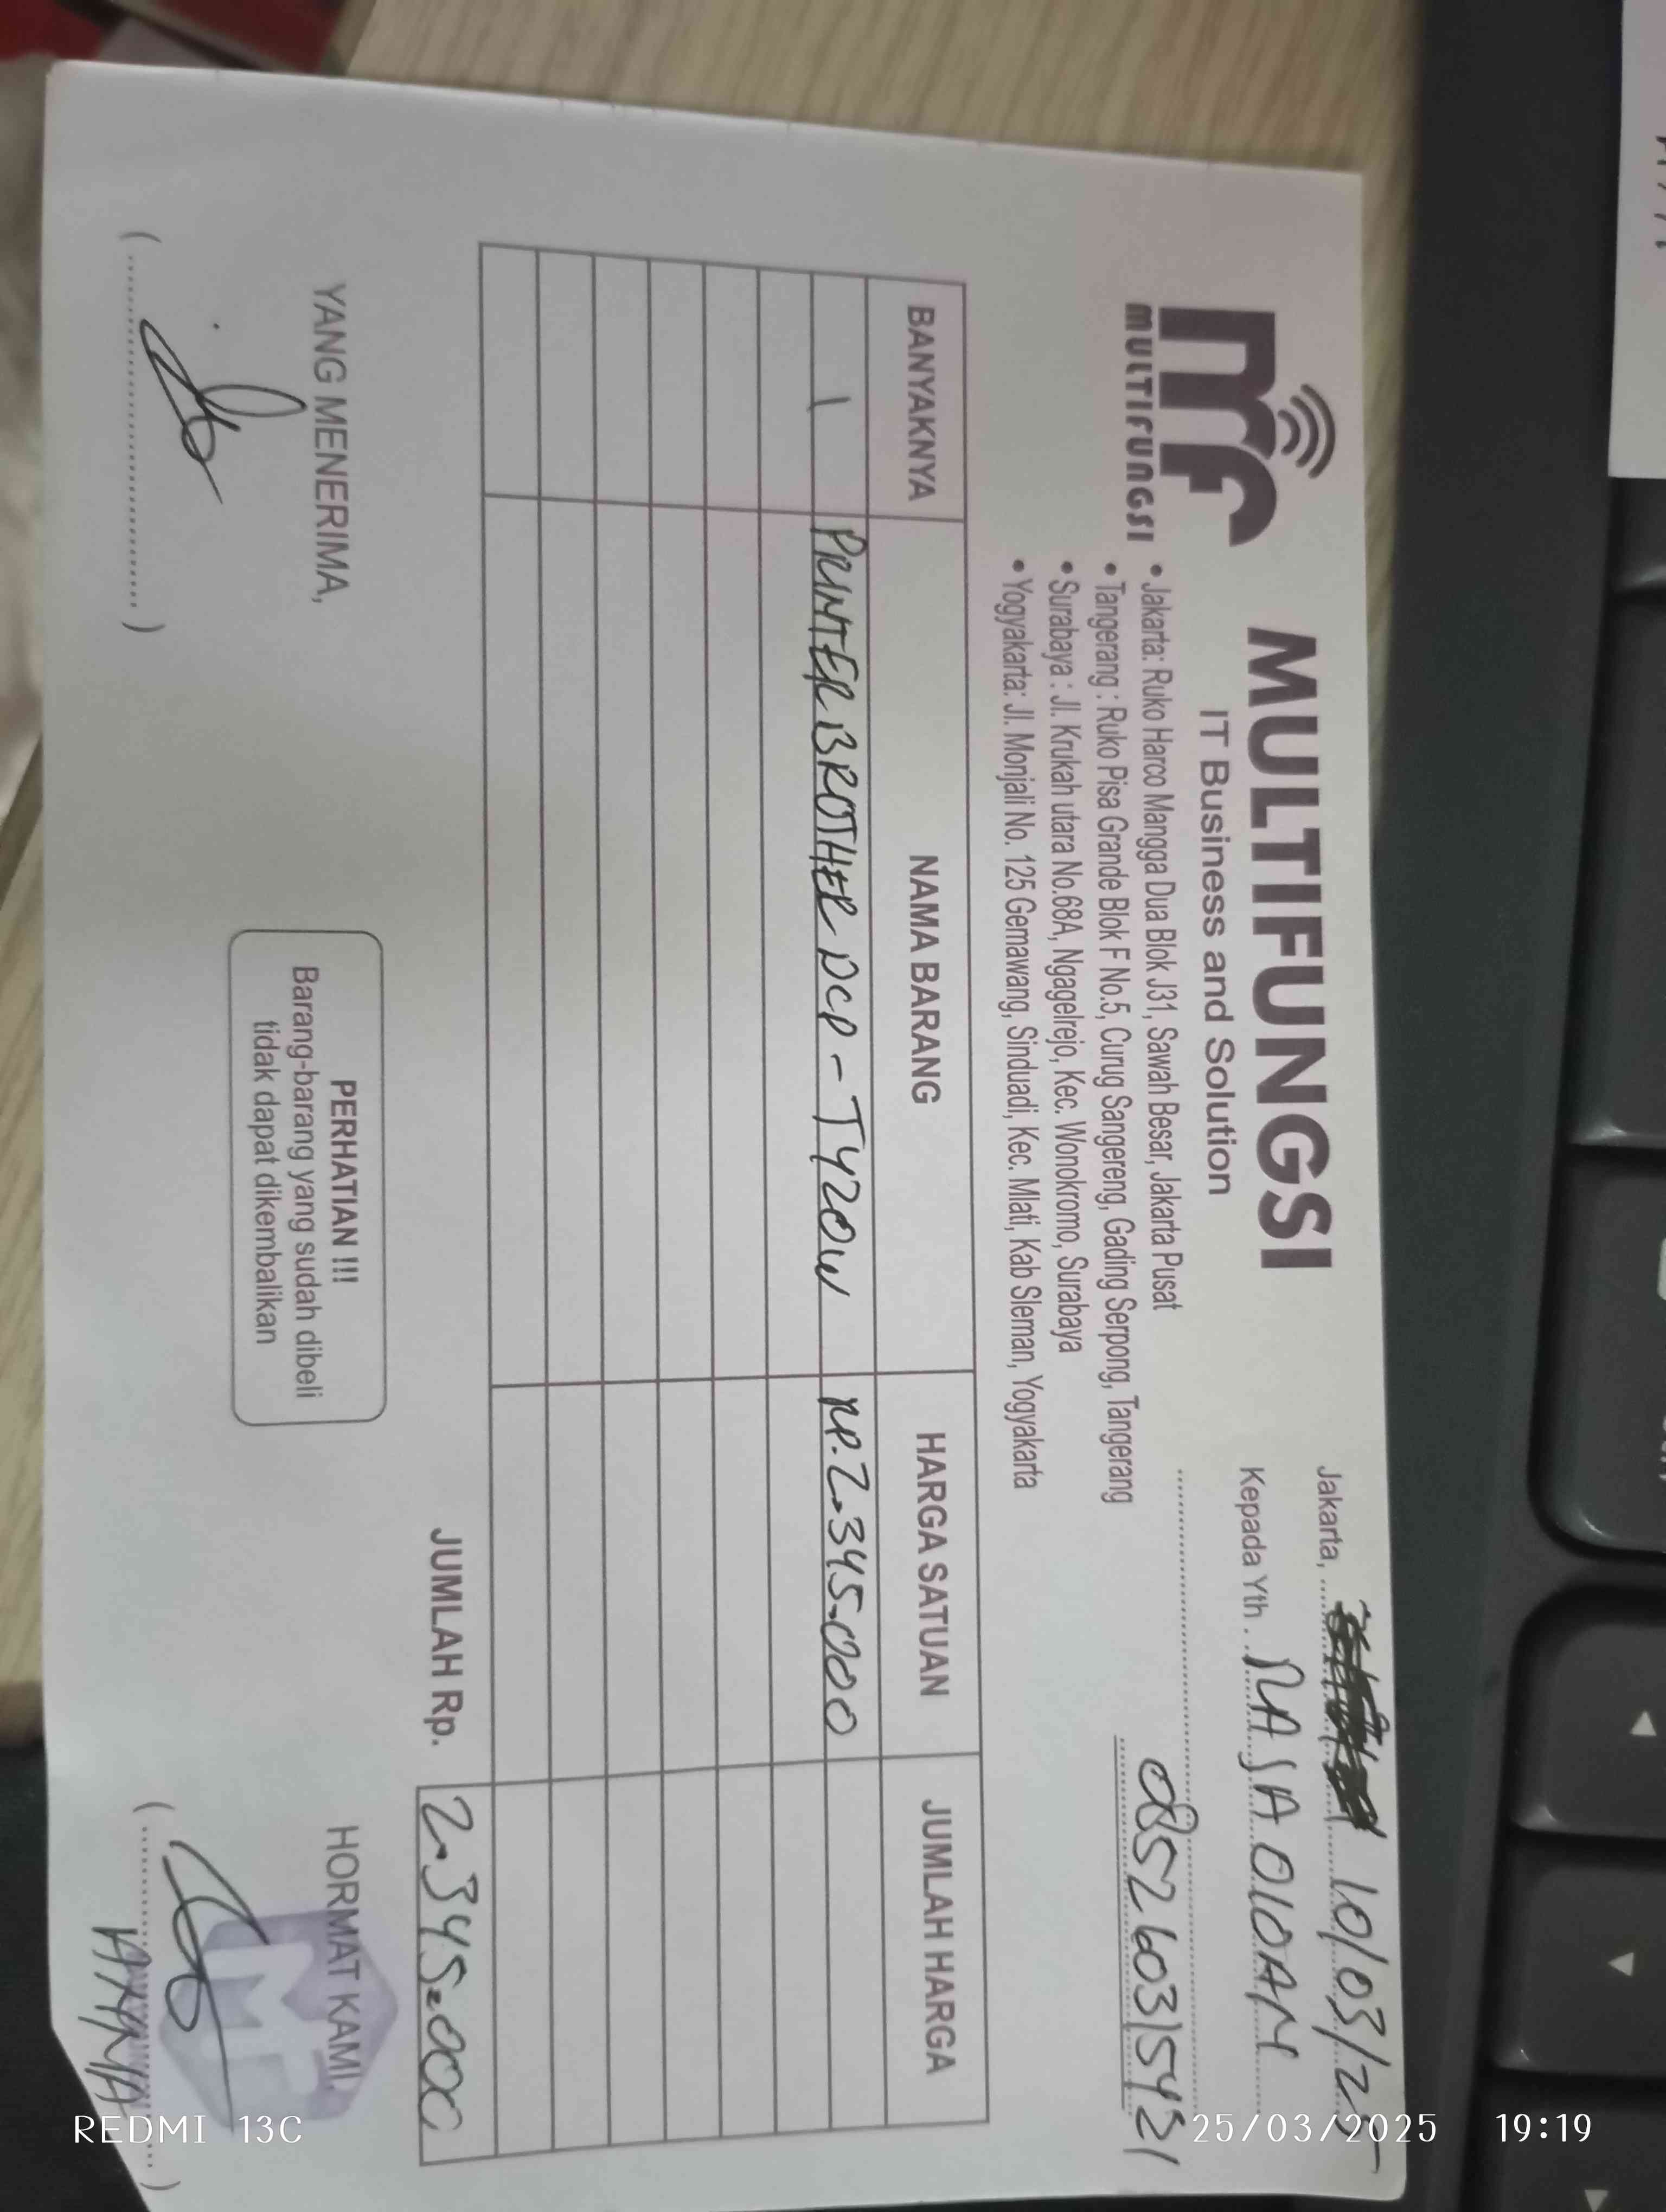 MULTIFUNGSI
MULTIFUNGSI
IT Business and Solution
• Jakarta: Ruko Harco Mangga Dua Blok J31, Sawah Besar, Jakarta Pusat
• Tangerang : Ruko Pisa Grande Blok F No.5, Curug Sangereng, Gading Serpong, Tangerang
• Surabaya : Jl. Krukah utara No.68A, Ngagelrejo, Kec. Wonokromo, Surabaya
• Yogyakarta: Jl. Monjali No. 125 Gemawang, Sinduadi, Kec. Mlati, Kab Sleman, Yogyakarta
Jakarta, 10/03/25
Kepada Yth.
085260315421
BANYAKNYA NAMA BARANG HARGA SATUAN JUMLAH HARGA
1 PRINTER BROTHER DCP - T420W RP. 2.345.000
JUMLAH Rp. 2.345.000
YANG MENERIMA,
PERHATIAN !!!
Barang-barang yang sudah dibeli
tidak dapat dikembalikan
HORMAT KAMI,
MF
REDMI 13C
25/03/2025 19:19